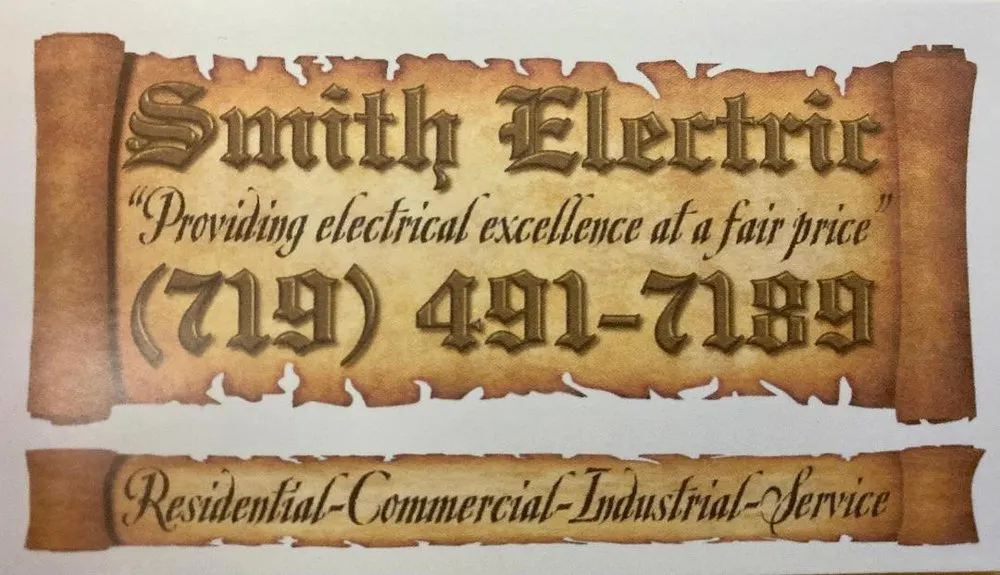 Smith Electric
“Providing electrical excellence at a fair price”
(719) 491-7189
Residential-Commercial-Industrial-Service